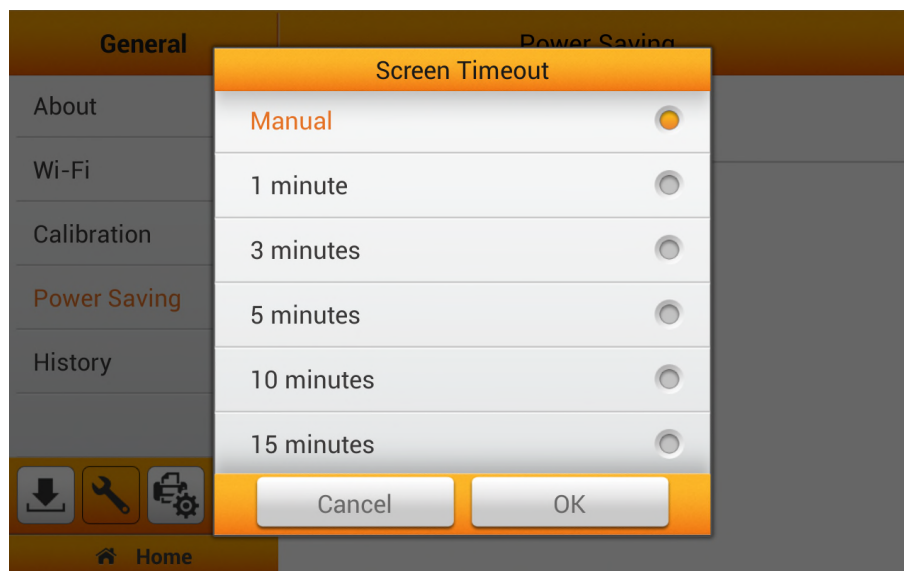 General
Power Saving
Screen Timeout
About
Wi-Fi
Calibration
Power Saving
History
Manual
1 minute
3 minutes
5 minutes
10 minutes
15 minutes
Cancel
OK
Home